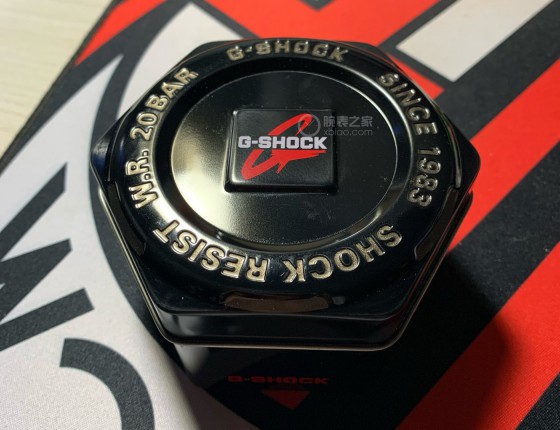 G-SHOCK
SINCE 1983
SHOCK RESIST
W.R. 20BAR
G-SHOCK
腕表之家
xbiao.com
G-SHOCK